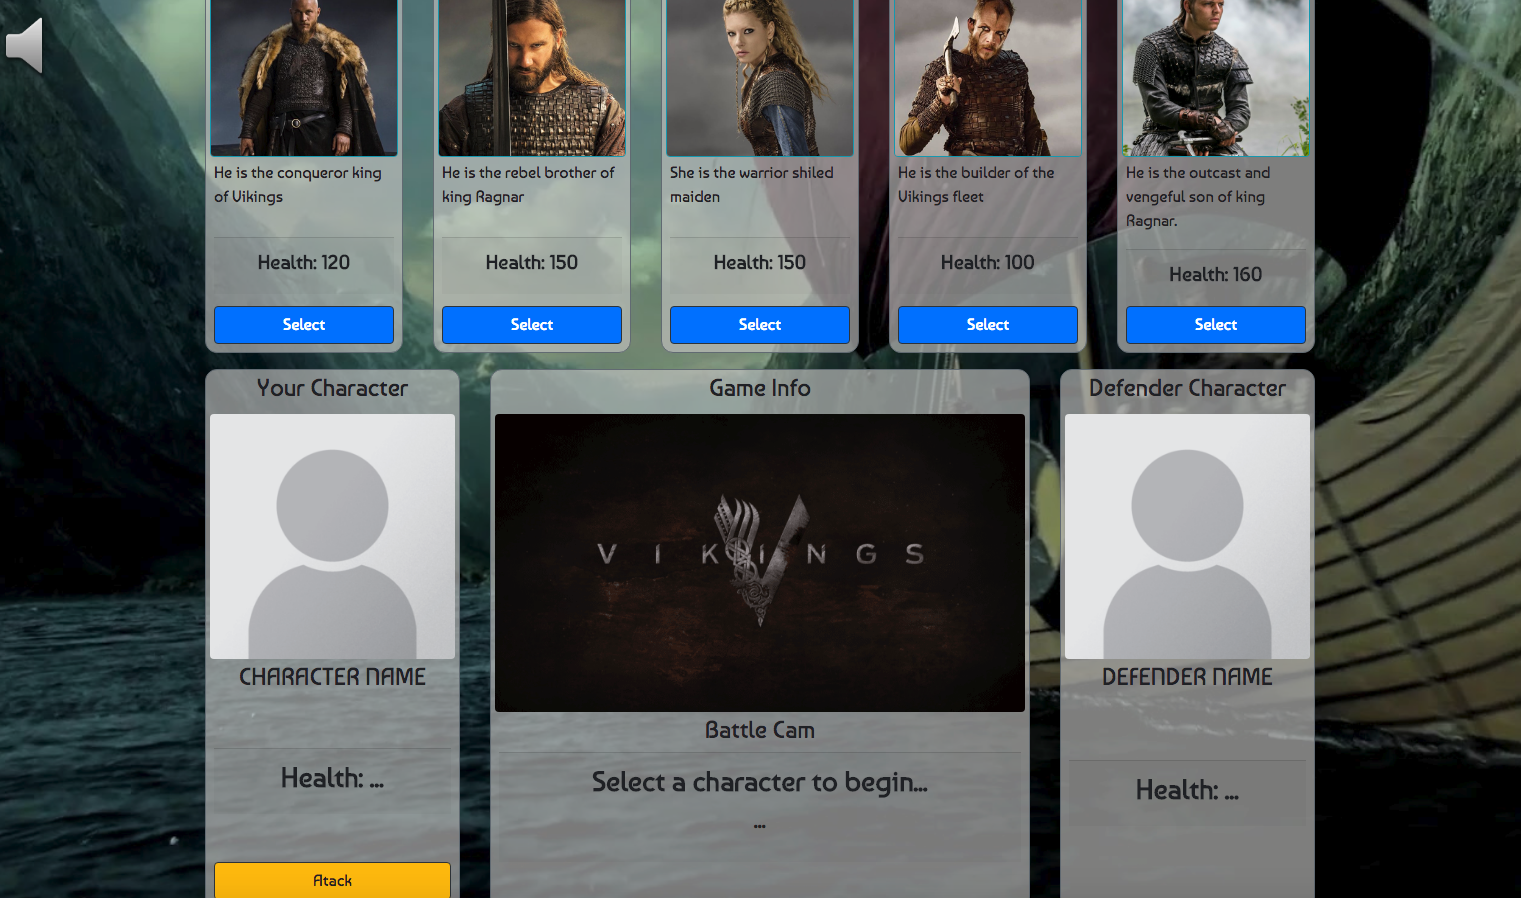 He is the conqueror king
of Vikings
He is the rebel brother of
king Ragnar
She is the warrior shiled
maiden
He is the builder of the
Vikings fleet
He is the outcast and
vengeful son of king
Ragnar.
Health: 120
Health: 150
Health: 150
Health: 100
Health: 160
Select
Select
Select
Select
Select
Your Character
Game Info
Defender Character
VIKINGS
CHARACTER NAME
DEFENDER NAME
Battle Cam
Health: ...
Select a character to begin...
...
Health: ...
Atack